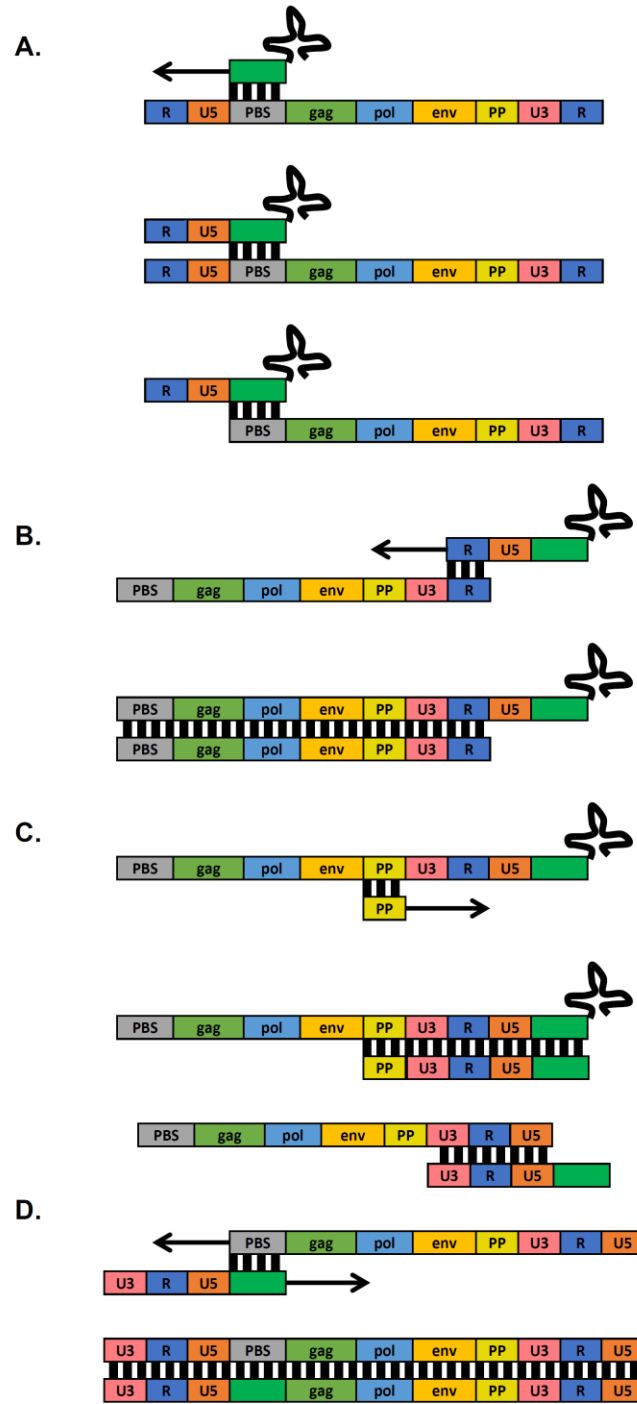 A.
R U5 PBS gag pol env PP U3 R
R U5
R U5 PBS gag pol env PP U3 R
R U5
PBS gag pol env PP U3 R
B.
R U5
PBS gag pol env PP U3 R
PBS gag pol env PP U3 R U5
PBS gag pol env PP U3 R
C.
PBS gag pol env PP U3 R U5
PP
PBS gag pol env PP U3 R U5
PP U3 R U5
PBS gag pol env PP U3 R U5
U3 R U5
D.
PBS gag pol env PP U3 R U5
U3 R U5
U3 R U5 PBS gag pol env PP U3 R U5
U3 R U5 gag pol env PP U3 R U5